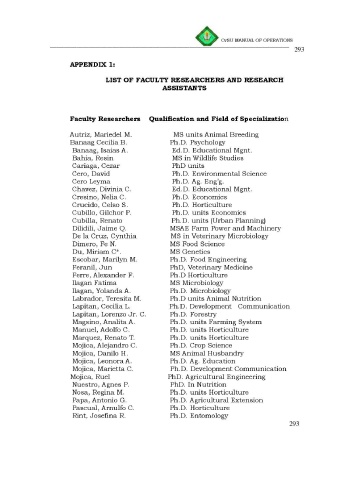 CvSU MANUAL OF OPERATIONS
293
APPENDIX 1:
LIST OF FACULTY RESEARCHERS AND RESEARCH
ASSISTANTS
Faculty Researchers Qualification and Field of Specialization
Autriz, Mariedel M. MS units Animal Breeding
Banaag Cecilia B. Ph.D. Psychology
Banaag, Isaias A. Ed.D. Educational Mgnt.
Bahia, Rosin MS in Wildlife Studies
Cariaga, Cezar PhD units
Cero, David Ph.D. Environmental Science
Cero Leyma Ph.D. Ag. Eng'g.
Chavez, Divinia C. Ed.D. Educational Mgnt.
Cresino, Nelia C. Ph.D. Economics
Crucido, Celso S. Ph.D. Horticulture
Cubillo, Gilchor P. Ph.D. units Economics
Cubilla, Renato Ph.D. units (Urban Planning)
Dilidili, Jaime Q. MSAE Farm Power and Machinery
De la Cruz, Cynthia MS in Veterinary Microbiology
Dimero, Fe N. MS Food Science
Du, Miriam C*. MS Genetics
Escobar, Marilyn M. Ph.D. Food Engineering
Feranil, Jun PhD, Veterinary Medicine
Ferre, Alexander F. Ph.D Horticulture
Ilagan Fatima MS Microbiology
Ilagan, Yolanda A. Ph.D. Microbiology
Labrador, Teresita M. Ph.D units Animal Nutrition
Lapitan, Cecilia L. Ph.D. Development Communication
Lapitan, Lorenzo Jr. C. Ph.D. Forestry
Magsino, Analita A. Ph.D. units Farming System
Manuel, Adolfo C. Ph.D. units Horticulture
Marquez, Renato T. Ph.D. units Horticulture
Mojica, Alejandro C. Ph.D. Crop Science
Mojica, Danilo H. MS Animal Husbandry
Mojica, Leonora A. Ph.D. Ag. Education
Mojica, Marietta C. Ph.D. Development Communication
Mojica, Ruel PhD. Agricultural Engineering
Nuestro, Agnes P. PhD. In Nutrition
Nosa, Regina M. Ph.D. units Horticulture
Papa, Antonio G. Ph.D. Agricultural Extension
Pascual, Arnulfo C. Ph.D. Horticulture
Rint, Josefina R. Ph.D. Entomology
293